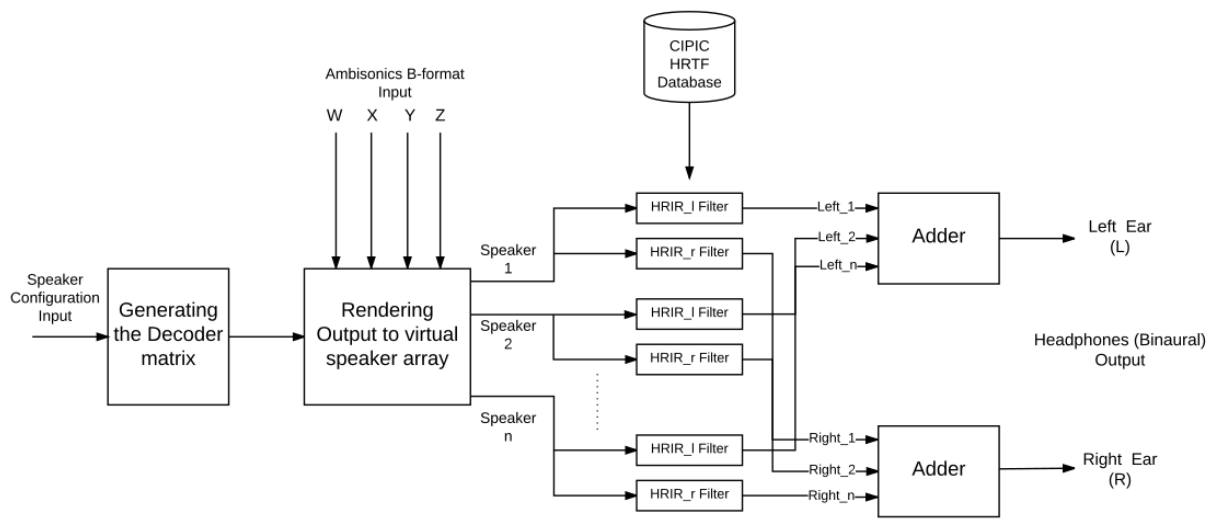 CIPIC
HRTF
Database
Ambisonics B-format
Input
W X Y Z
Speaker
Configuration
Input
Generating
the Decoder
matrix
Rendering
Output to virtual
speaker array
Speaker
1
Speaker
2
Speaker
n
HRIR_l Filter
HRIR_r Filter
HRIR_l Filter
HRIR_r Filter
HRIR_l Filter
HRIR_r Filter
Left_1
Left_2
Left_n
Adder
Left Ear
(L)
Headphones (Binaural)
Output
Right_1
Right_2
Right_n
Adder
Right Ear
(R)